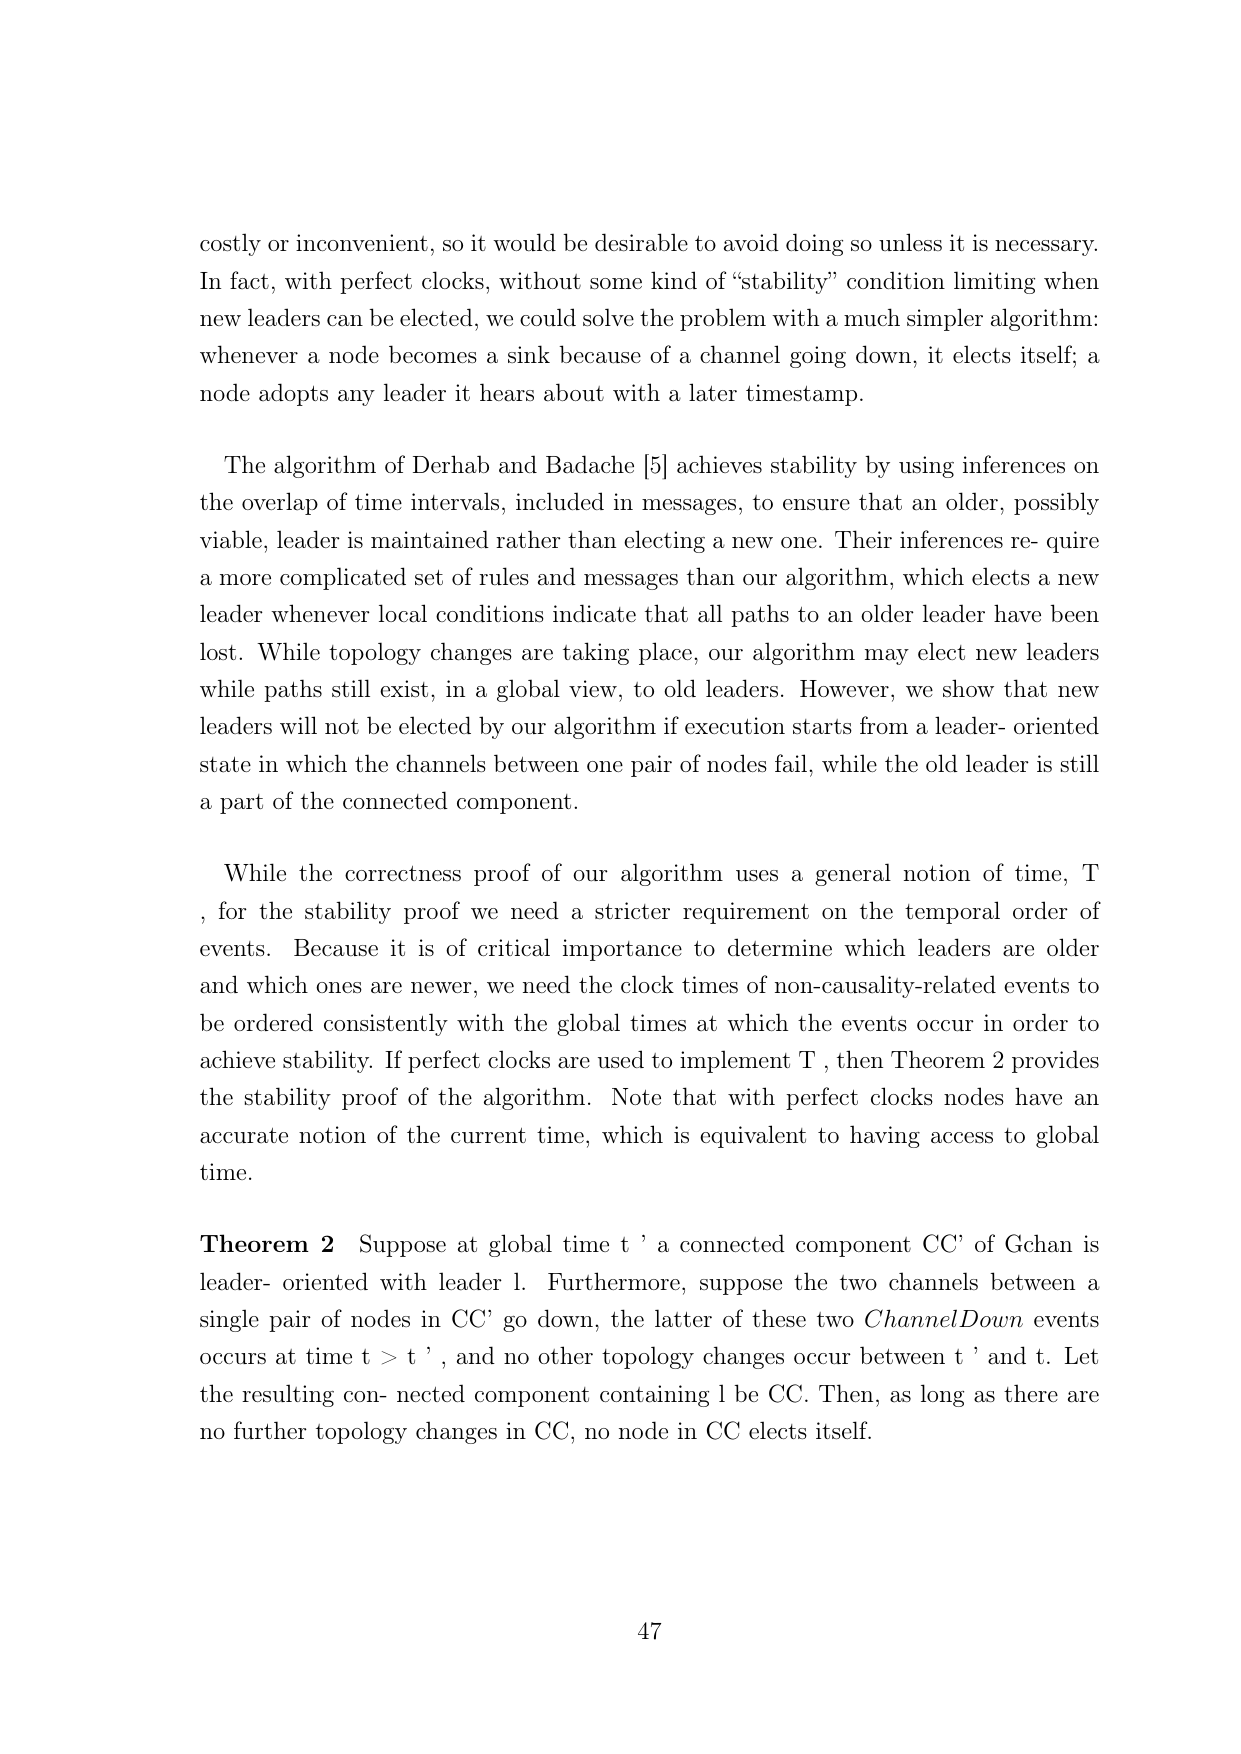 costly or inconvenient, so it would be desirable to avoid doing so unless it is necessary.
In fact, with perfect clocks, without some kind of “stability” condition limiting when
new leaders can be elected, we could solve the problem with a much simpler algorithm:
whenever a node becomes a sink because of a channel going down, it elects itself; a
node adopts any leader it hears about with a later timestamp.
The algorithm of Derhab and Badache [5] achieves stability by using inferences on
the overlap of time intervals, included in messages, to ensure that an older, possibly
viable, leader is maintained rather than electing a new one. Their inferences re- quire
a more complicated set of rules and messages than our algorithm, which elects a new
leader whenever local conditions indicate that all paths to an older leader have been
lost. While topology changes are taking place, our algorithm may elect new leaders
while paths still exist, in a global view, to old leaders. However, we show that new
leaders will not be elected by our algorithm if execution starts from a leader- oriented
state in which the channels between one pair of nodes fail, while the old leader is still
a part of the connected component.
While the correctness proof of our algorithm uses a general notion of time, T
, for the stability proof we need a stricter requirement on the temporal order of
events. Because it is of critical importance to determine which leaders are older
and which ones are newer, we need the clock times of non-causality-related events to
be ordered consistently with the global times at which the events occur in order to
achieve stability. If perfect clocks are used to implement T , then Theorem 2 provides
the stability proof of the algorithm. Note that with perfect clocks nodes have an
accurate notion of the current time, which is equivalent to having access to global
time.
Theorem 2 Suppose at global time t ’ a connected component CC’ of Gchan is
leader- oriented with leader l. Furthermore, suppose the two channels between a
single pair of nodes in CC’ go down, the latter of these two ChannelDown events
occurs at time t > t ’ , and no other topology changes occur between t ’ and t. Let
the resulting con- nected component containing l be CC. Then, as long as there are
no further topology changes in CC, no node in CC elects itself.
47